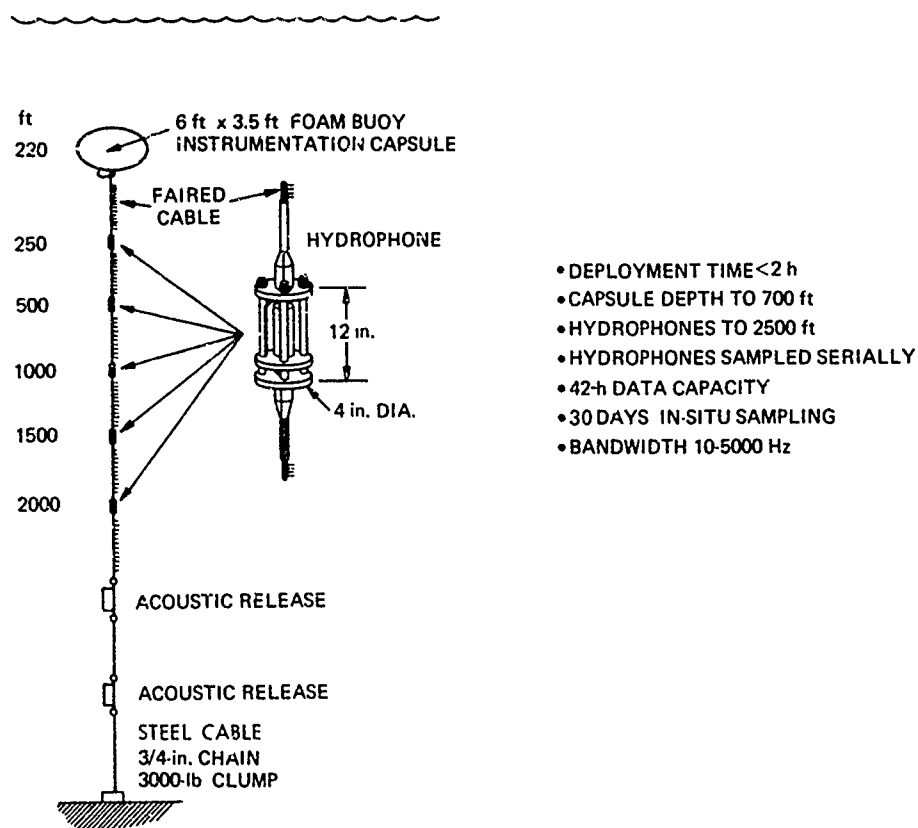 ft
220
6 ft x 3.5 ft FOAM BUOY
INSTRUMENTATION CAPSULE
FAIRED
CABLE
250
500
1000
1500
2000
HYDROPHONE
12 in.
4 in. DIA.
ACOUSTIC RELEASE
ACOUSTIC RELEASE
STEEL CABLE
3/4-in. CHAIN
3000-lb CLUMP
• DEPLOYMENT TIME<2 h
• CAPSULE DEPTH TO 700 ft
• HYDROPHONES TO 2500 ft
• HYDROPHONES SAMPLED SERIALLY
• 42-h DATA CAPACITY
• 30 DAYS IN-SITU SAMPLING
• BANDWIDTH 10-5000 Hz